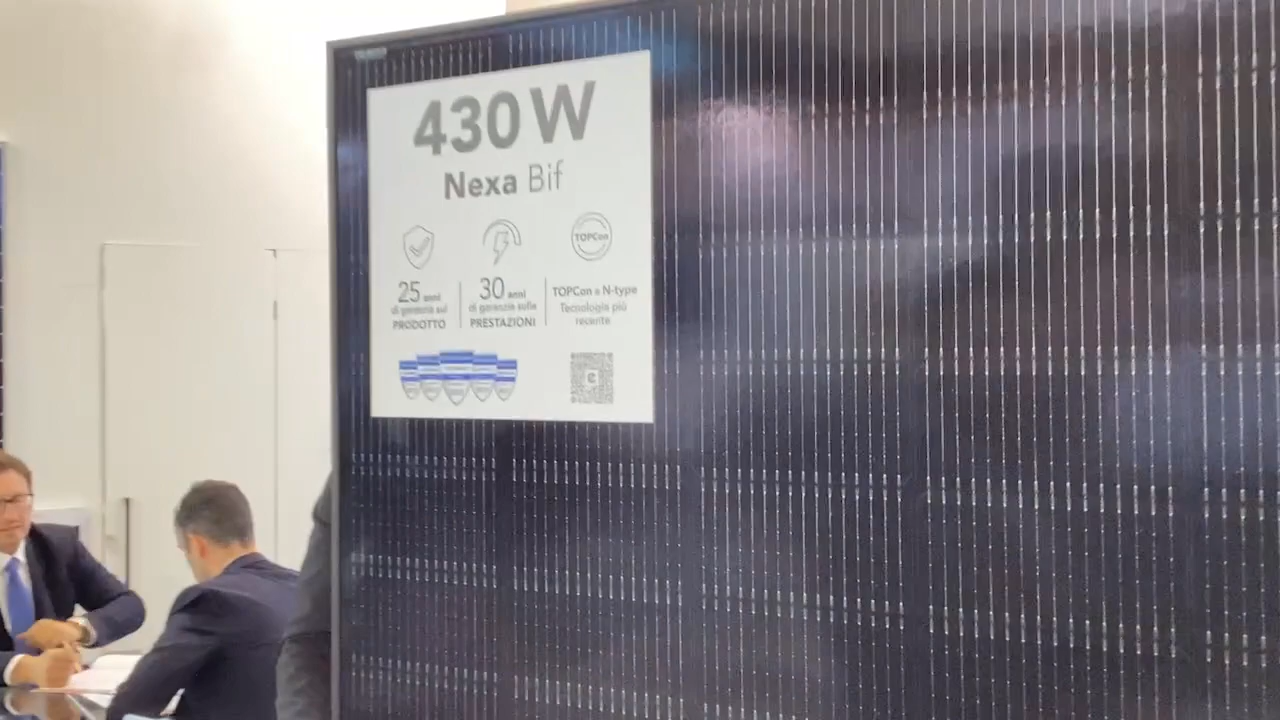 430 W
Nexa Bif
TOPCon
25 anni
di garanzia sul
PRODOTTO
30 anni
di garanzia sulle
PRESTAZIONI
TOPCon e N-type
Tecnologia più
recente